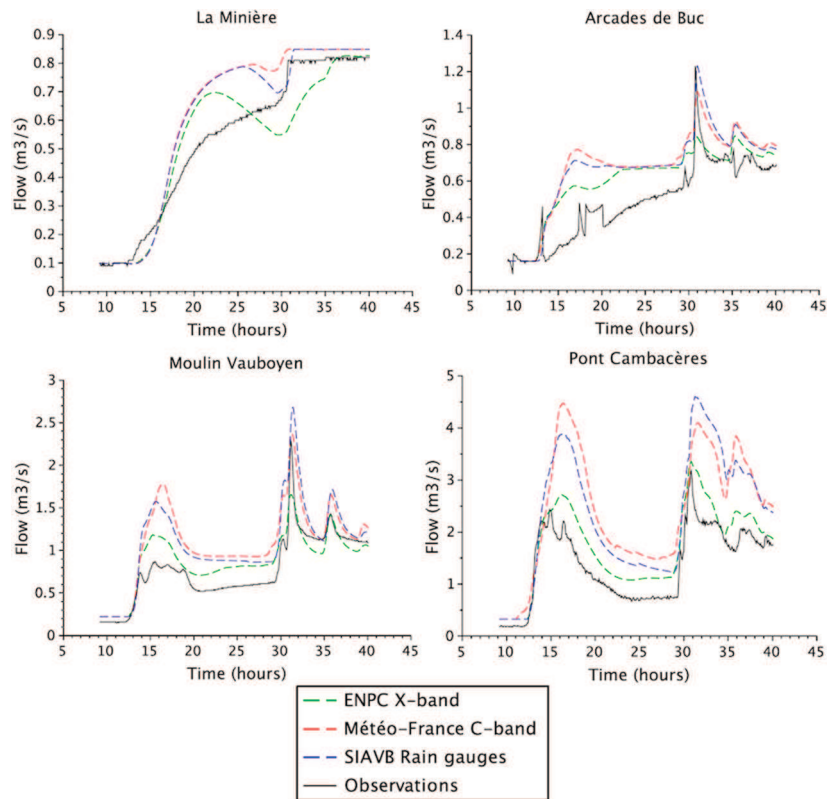 La Minière
Flow (m3/s)
0.9
0.8
0.7
0.6
0.5
0.4
0.3
0.2
0.1
0
5 10 15 20 25 30 35 40 45
Time (hours)
Arcades de Buc
Flow (m3/s)
1.4
1.2
1
0.8
0.6
0.4
0.2
0
5 10 15 20 25 30 35 40 45
Time (hours)
Moulin Vauboyen
Flow (m3/s)
3
2.5
2
1.5
1
0.5
0
5 10 15 20 25 30 35 40 45
Time (hours)
Pont Cambacères
Flow (m3/s)
5
4
3
2
1
0
5 10 15 20 25 30 35 40 45
Time (hours)
ENPC X-band
Météo-France C-band
SIAVB Rain gauges
Observations